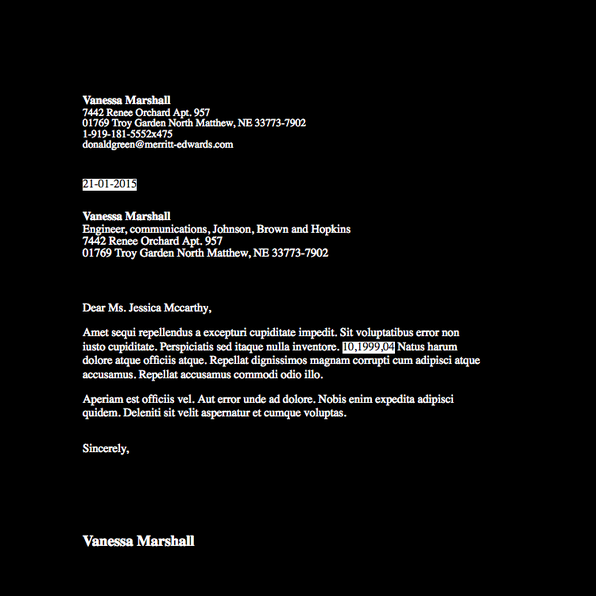 Vanessa Marshall
7442 Renee Orchard Apt. 957
01769 Troy Garden North Matthew, NE 33773-7902
1-919-181-5552x475
donaldgreen@merritt-edwards.com
21-01-2015
Vanessa Marshall
Engineer, communications, Johnson, Brown and Hopkins
7442 Renee Orchard Apt. 957
01769 Troy Garden North Matthew, NE 33773-7902
Dear Ms. Jessica Mccarthy,
Amet sequi repellendus a excepturi cupiditate impedit. Sit voluptatibus error non
iusto cupiditate. Perspiciatis sed itaque nulla inventore. 10,1999,04 Natus harum
dolore atque officiis atque. Repellat dignissimos magnam corrupti cum adipisci atque
accusamus. Repellat accusamus commodi odio illo.
Aperiam est officiis vel. Aut error unde ad dolore. Nobis enim expedita adipisci
quidem. Deleniti sit velit aspernatur et cumque voluptas.
Sincerely,
Vanessa Marshall